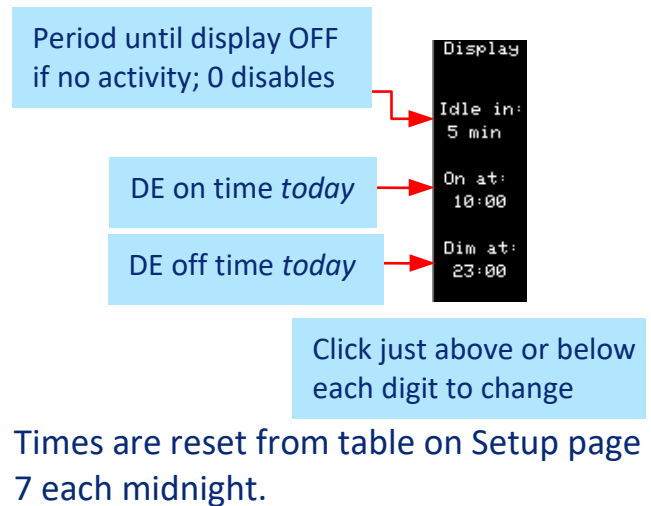 Period until display OFF
if no activity; 0 disables
Display
Idle in:
5 min
DE on time today
On at:
10:00
DE off time today
Dim at:
23:00
Click just above or below
each digit to change
Times are reset from table on Setup page
7 each midnight.